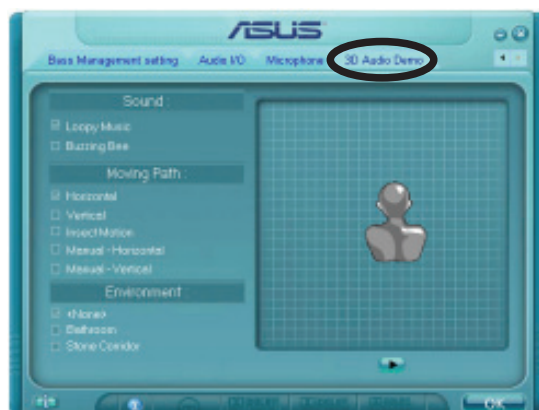 ASUS
Bass Management setting Audio I/O Microphone 3D Audio Demo
Sound :
Loopy Music
Buzzing Bee
Moving Path :
Horizontal
Vertical
Insect Motion
Manual - Horizontal
Manual - Vertical
Environment
<None>
Bathroom
Stone Corridor
OK